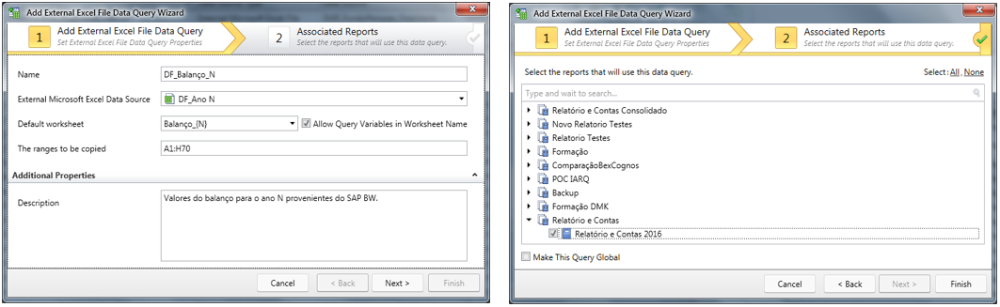 Add External Excel File Data Query Wizard
1
Add External Excel File Data Query
Set External Excel File Data Query Properties
2
Associated Reports
Select the reports that will use this data query.
Name
DF_Balanço_N
External Microsoft Excel Data Source
DF_Ano N
Default worksheet
Balanço_{N}
Allow Query Variables in Worksheet Name
The ranges to be copied
A1:H70
Additional Properties
Description
Valores do balanço para o ano N provenientes do SAP BW.
Cancel
< Back
Next >
Finish
Add External Excel File Data Query Wizard
1
Add External Excel File Data Query
Set External Excel File Data Query Properties
2
Associated Reports
Select the reports that will use this data query.
Select the reports that will use this data query.
Select: All , None
Type and wait to search...
Relatório e Contas Consolidado
Novo Relatorio Testes
Relatorio Testes
Formação
ComparaçãoBexCognos
POC IARQ
Backup
Formação DMK
Relatório e Contas
Relatório e Contas 2016
Make This Query Global
Cancel
< Back
Next >
Finish